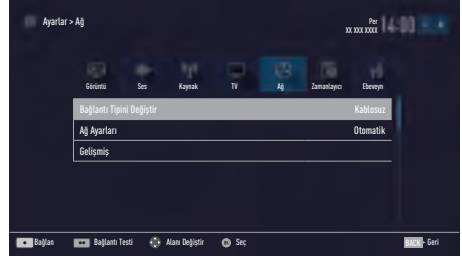 Ayarlar > Ağ
Per
XX XXX XXXX
14:00
Görüntü Ses Kaynak TV Ağ Zamanlayıcı Ebeveyn
Bağlantı Tipini Değiştir Kablosuz
Ağ Ayarları Otomatik
Gelişmiş
Bağlan Bağlantı Testi Alanı Değiştir OK Seç BACK Geri